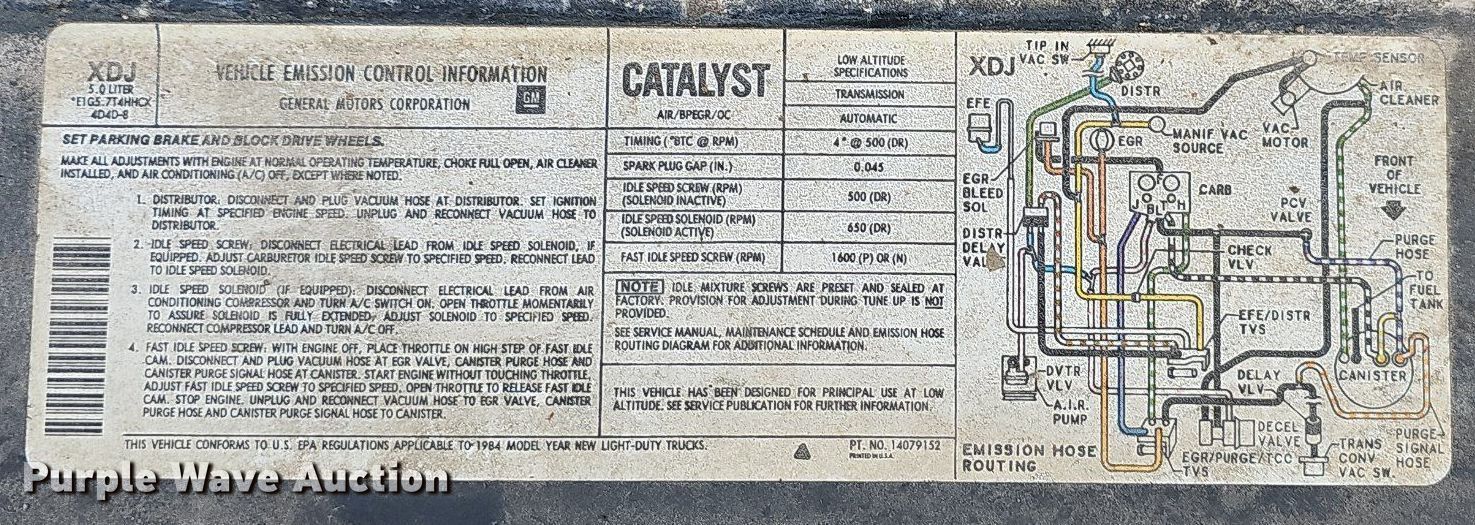 XDJ
5.0 LITER
*E1G5.7T4HHCX
4D4D-8
VEHICLE EMISSION CONTROL INFORMATION
GENERAL MOTORS CORPORATION
GM
SET PARKING BRAKE AND BLOCK DRIVE WHEELS.
MAKE ALL ADJUSTMENTS WITH ENGINE AT NORMAL OPERATING TEMPERATURE, CHOKE FULL OPEN, AIR CLEANER
INSTALLED, AND AIR CONDITIONING (A/C) OFF, EXCEPT WHERE NOTED.
1. DISTRIBUTOR, DISCONNECT AND PLUG VACUUM HOSE AT DISTRIBUTOR. SET IGNITION
TIMING AT SPECIFIED ENGINE SPEED. UNPLUG AND RECONNECT VACUUM HOSE TO
DISTRIBUTOR.
2. IDLE SPEED SCREW: DISCONNECT ELECTRICAL LEAD FROM IDLE SPEED SOLENOID, IF
EQUIPPED. ADJUST CARBURETOR IDLE SPEED SCREW TO SPECIFIED SPEED. RECONNECT LEAD
TO IDLE SPEED SOLENOID.
3. IDLE SPEED SOLENOID (IF EQUIPPED): DISCONNECT ELECTRICAL LEAD FROM AIR
CONDITIONING COMPRESSOR AND TURN A/C SWITCH ON. OPEN THROTTLE MOMENTARILY
TO ASSURE SOLENOID IS FULLY EXTENDED. ADJUST SOLENOID TO SPECIFIED SPEED.
RECONNECT COMPRESSOR LEAD AND TURN A/C OFF.
4. FAST IDLE SPEED SCREW: WITH ENGINE OFF, PLACE THROTTLE ON HIGH STEP OF FAST IDLE
CAM. DISCONNECT AND PLUG VACUUM HOSE AT EGR VALVE, CANISTER PURGE HOSE AND
CANISTER PURGE SIGNAL HOSE AT CANISTER. START ENGINE WITHOUT TOUCHING THROTTLE.
ADJUST FAST IDLE SPEED SCREW TO SPECIFIED SPEED. OPEN THROTTLE TO RELEASE FAST IDLE
CAM. STOP ENGINE. UNPLUG AND RECONNECT VACUUM HOSE TO EGR VALVE, CANISTER
PURGE HOSE AND CANISTER PURGE SIGNAL HOSE TO CANISTER.
CATALYST
AIR/BPEGR/OC
LOW ALTITUDE
SPECIFICATIONS
TRANSMISSION
AUTOMATIC
TIMING (°BTC @ RPM) 4° @ 500 (DR)
SPARK PLUG GAP (IN.) 0.045
IDLE SPEED SCREW (RPM)
(SOLENOID INACTIVE) 500 (DR)
IDLE SPEED SOLENOID (RPM)
(SOLENOID ACTIVE) 650 (DR)
FAST IDLE SPEED SCREW (RPM) 1600 (P) OR (N)
NOTE IDLE MIXTURE SCREWS ARE PRESET AND SEALED AT
FACTORY. PROVISION FOR ADJUSTMENT DURING TUNE UP IS NOT
PROVIDED.
SEE SERVICE MANUAL, MAINTENANCE SCHEDULE AND EMISSION HOSE
ROUTING DIAGRAM FOR ADDITIONAL INFORMATION.
THIS VEHICLE HAS BEEN DESIGNED FOR PRINCIPAL USE AT LOW
ALTITUDE. SEE SERVICE PUBLICATION FOR FURTHER INFORMATION.
THIS VEHICLE CONFORMS TO U.S. EPA REGULATIONS APPLICABLE TO 1984 MODEL YEAR NEW LIGHT-DUTY TRUCKS.
PT. NO. 14079152
PRINTED IN U.S.A.
XDJ
TIP IN
VAC SW.
DISTR
TEMP SENSOR
AIR
CLEANER
EFE
EGR
MANIF VAC
SOURCE
VAC
MOTOR
FRONT
OF
VEHICLE
EGR
BLEED
SOL
CARB
J BL T H
PCV
VALVE
DISTR
DELAY
VALVE
CHECK
VLV
PURGE
HOSE
TO
FUEL
TANK
EFE/DISTR
TVS
DVTR
VLV
DELAY
VLV
CANISTER
A.I.R.
PUMP
DECEL
VALVE
PURGE
SIGNAL
HOSE
EMISSION HOSE
ROUTING
EGR/PURGE/TCC
TVS
TRANS
CONV
VAC SW.
Purple Wave Auction